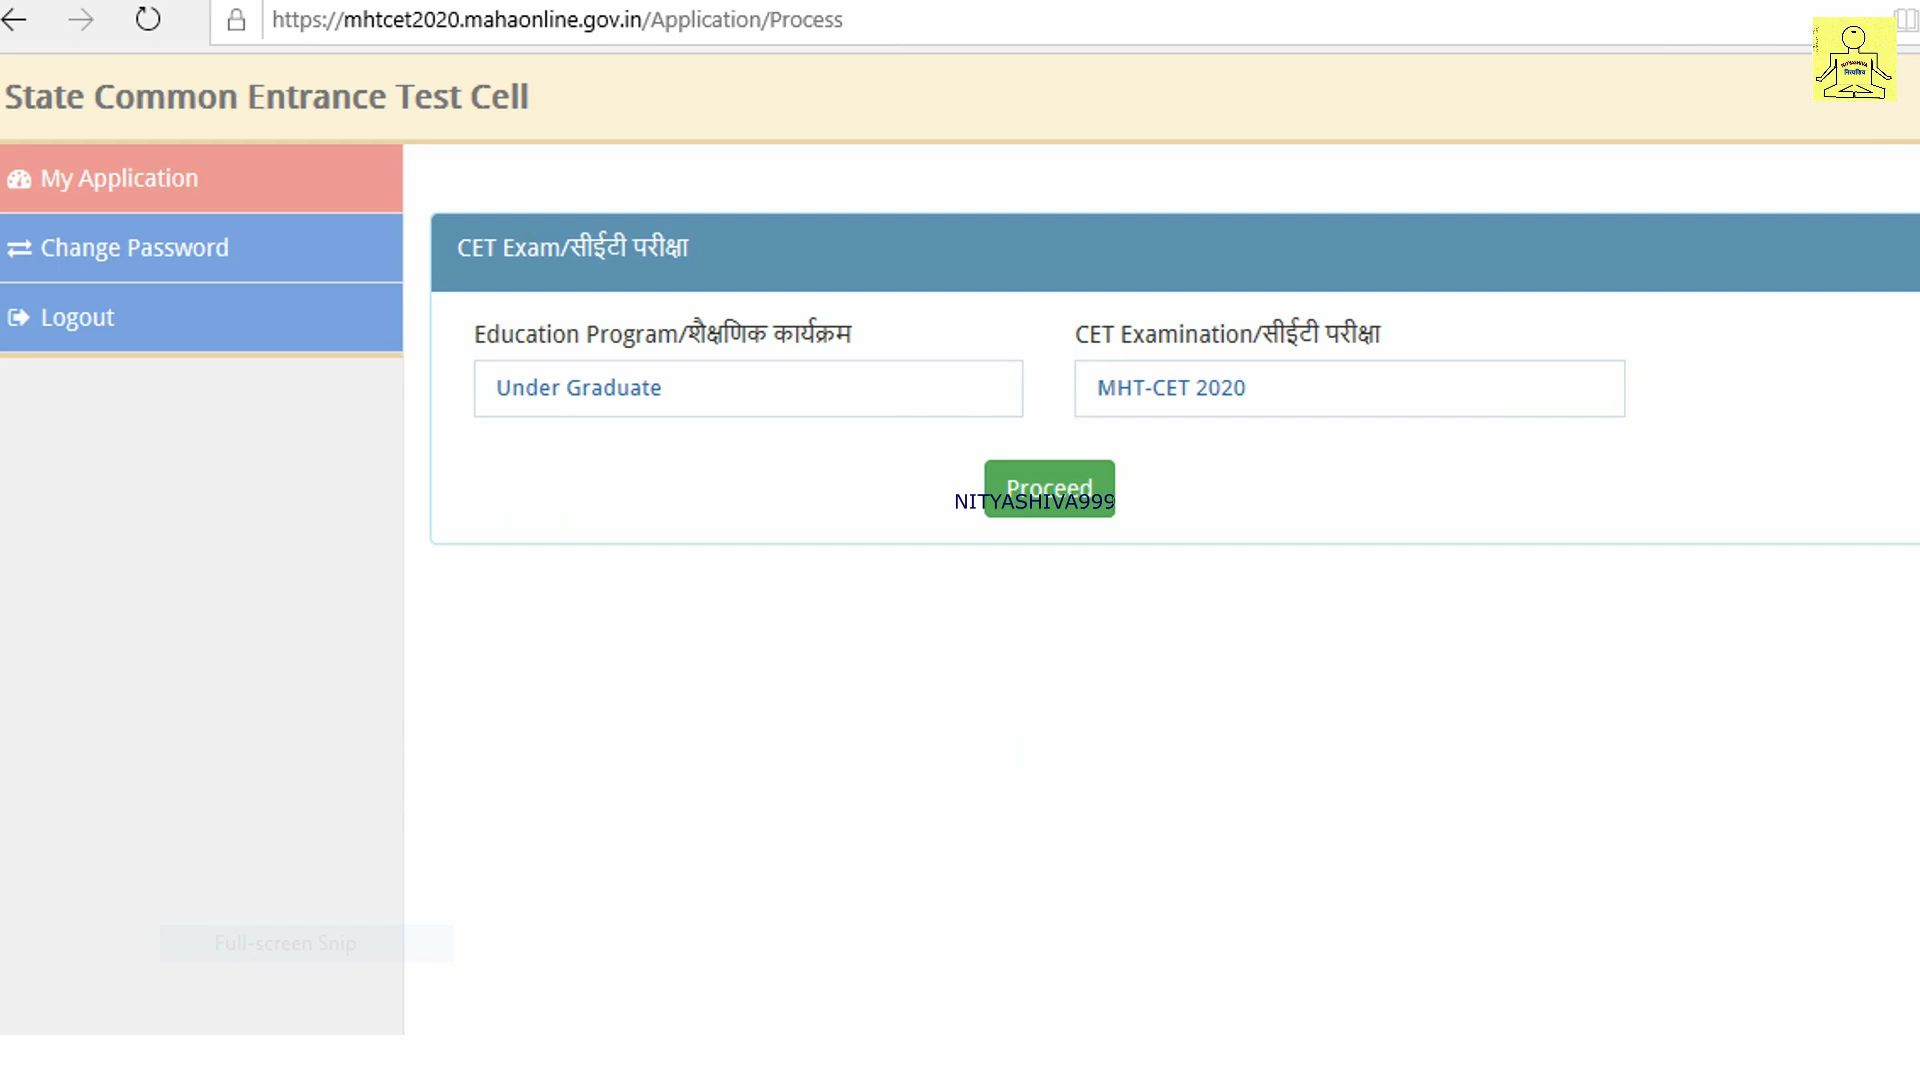 https://mhtcet2020.mahaonline.gov.in/Application/Process
State Common Entrance Test Cell
My Application
Change Password
Logout
CET Exam/सीईटी परीक्षा
Education Program/शैक्षणिक कार्यक्रम
CET Examination/सीईटी परीक्षा
Under Graduate
MHT-CET 2020
Proceed
NITYASHIVA999
Full-screen Snip